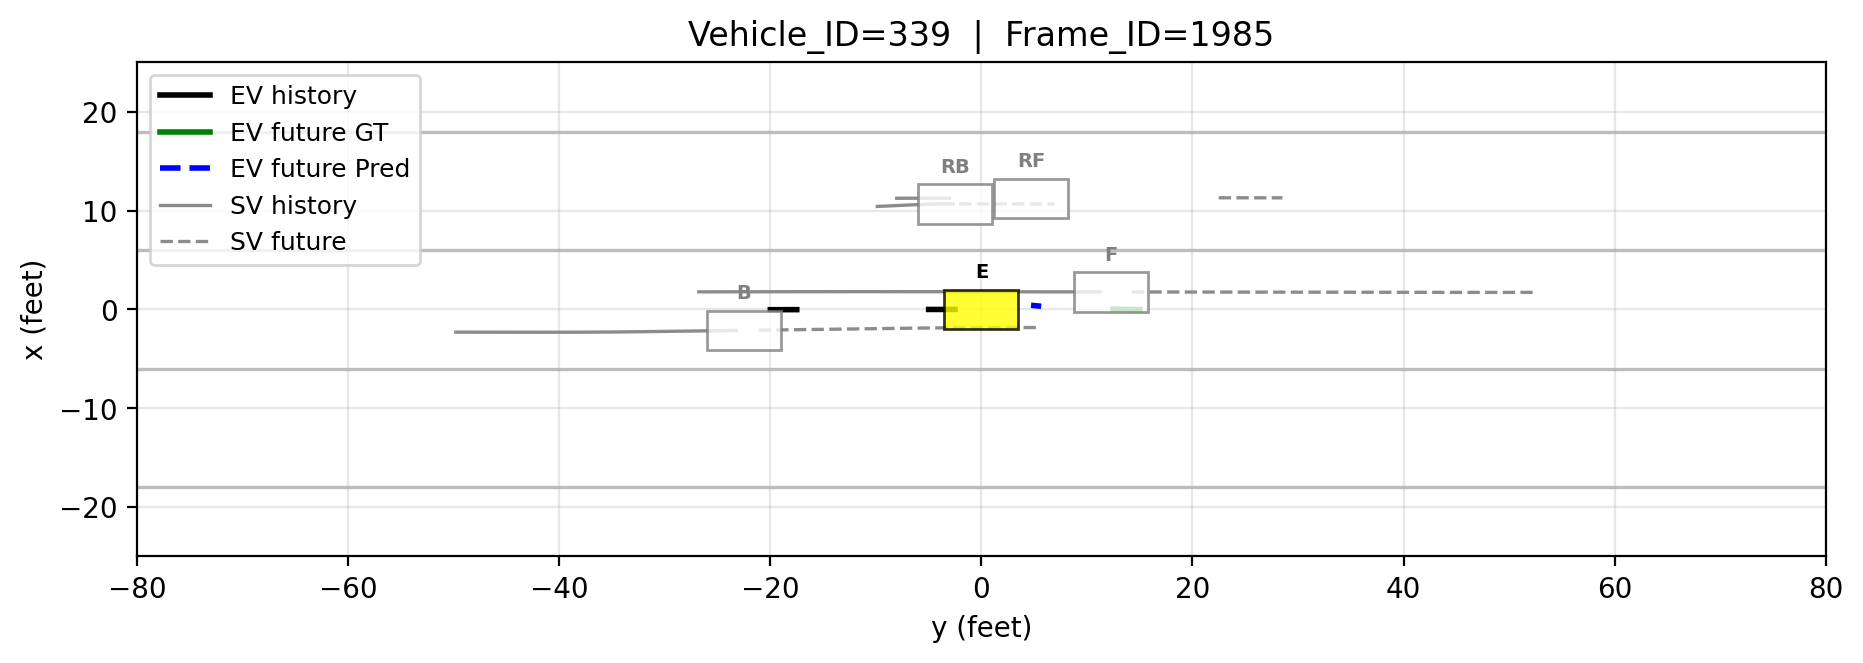 Vehicle_ID=339 | Frame_ID=1985
EV history
EV future GT
EV future Pred
SV history
SV future
RB
RF
F
E
B
20
10
0
−10
−20
x (feet)
−80
−60
−40
−20
0
20
40
60
80
y (feet)